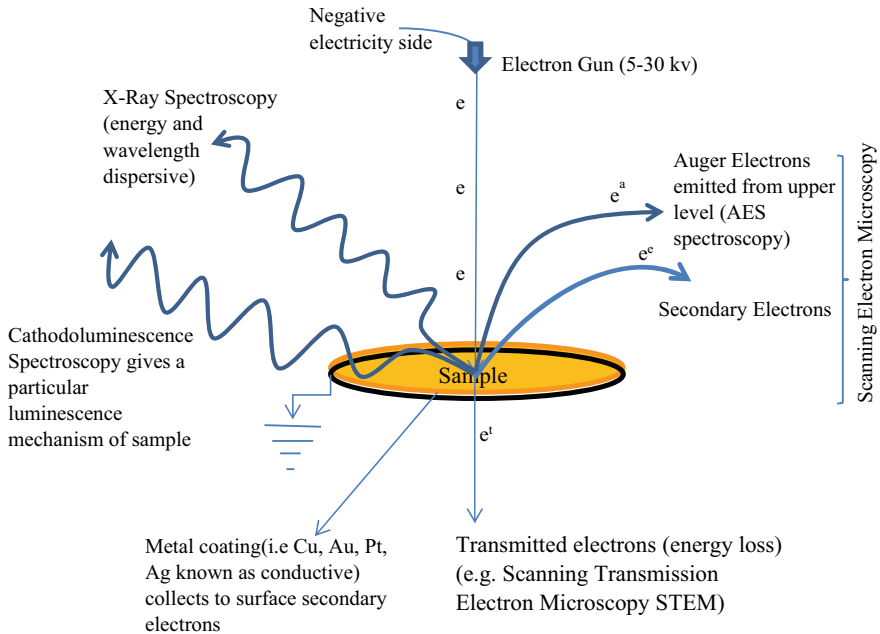 Negative
electricity side
Electron Gun (5-30 kv)
X-Ray Spectroscopy
(energy and
wavelength
dispersive)
e
e
e
Auger Electrons
emitted from upper
level (AES
spectroscopy)
e^a
e^e
Secondary Electrons
Scanning Electron Microscopy
Cathodoluminescence
Spectroscopy gives a
particular
luminescence
mechanism of sample
Sample
e^t
Metal coating(i.e Cu, Au, Pt,
Ag known as conductive)
collects to surface secondary
electrons
Transmitted electrons (energy loss)
(e.g. Scanning Transmission
Electron Microscopy STEM)